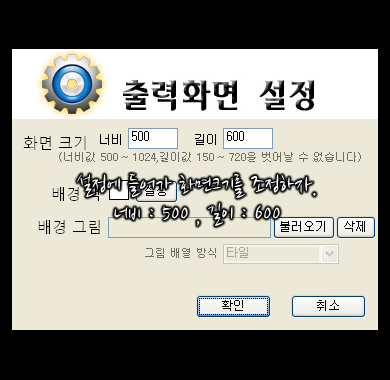 출력화면 설정
화면 크기 너비 500 길이 600
(너비값 500 ~ 1024,길이값 150 ~ 720을 벗어날 수 없습니다)
설정에 들어가 화면크기를 조정하자.
배경 색 설정
너비 : 500 , 길이 : 600
배경 그림 불러오기 삭제
그림 배열 방식 타일
확인 취소